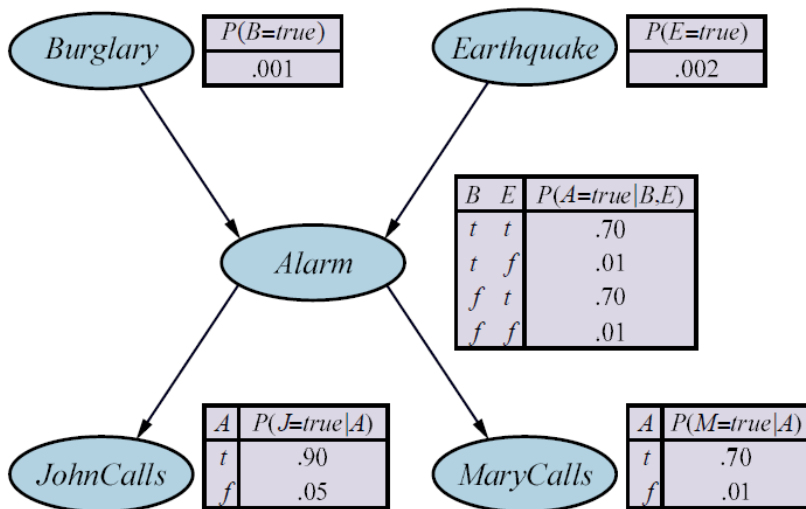 Burglary
P(B=true)
.001
Earthquake
P(E=true)
.002
B E P(A=true|B,E)
t t .70
t f .01
f t .70
f f .01
Alarm
JohnCalls
A P(J=true|A)
t .90
f .05
MaryCalls
A P(M=true|A)
t .70
f .01